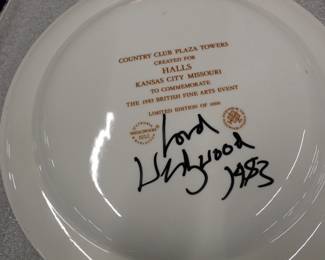 COUNTRY CLUB PLAZA TOWERS
CREATED FOR
HALLS
KANSAS CITY MISSOURI
TO COMMEMORATE
THE 1983 BRITISH FINE ARTS EVENT
LIMITED EDITION OF
WEDGWOOD
Lord
Wedgwood
1983